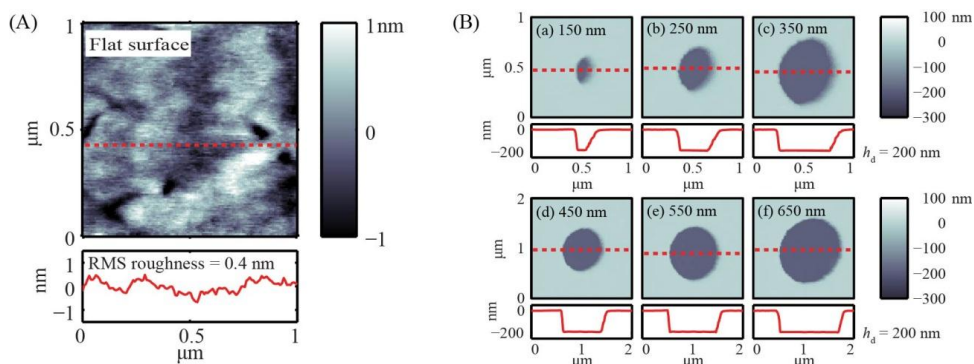 (A)
1
Flat surface
μm
0.5
0
1 nm
0
−1
RMS roughness = 0.4 nm
nm
1
0
−1
0
0.5
1
μm
(B)
1
μm
0.5
0
(a) 150 nm
(b) 250 nm
(c) 350 nm
100 nm
0
−100
−200
−300
nm
0
−200
0 0.5 1
0 0.5 1
0 0.5 1
μm
μm
μm
h_d = 200 nm
2
μm
1
0
(d) 450 nm
(e) 550 nm
(f) 650 nm
100 nm
0
−100
−200
−300
nm
0
−200
0 1 2
0 1 2
0 1 2
μm
μm
μm
h_d = 200 nm